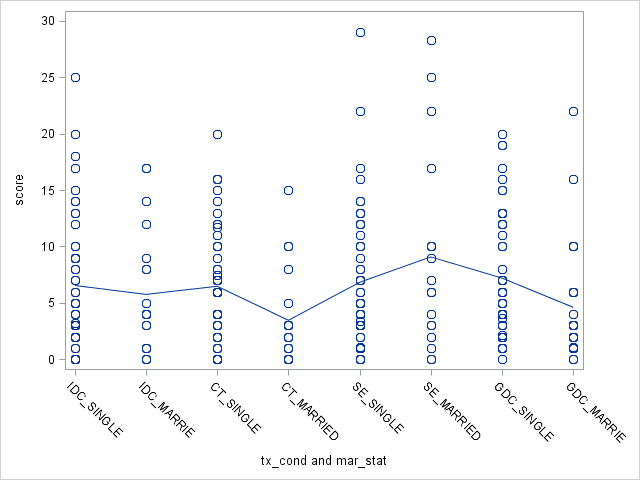 30
25
20
15
10
5
0
score
IDC_SINGLE
IDC_MARRIE
CT_SINGLE
CT_MARRIED
SE_SINGLE
SE_MARRIED
GDC_SINGLE
GDC_MARRIE
tx_cond and mar_stat